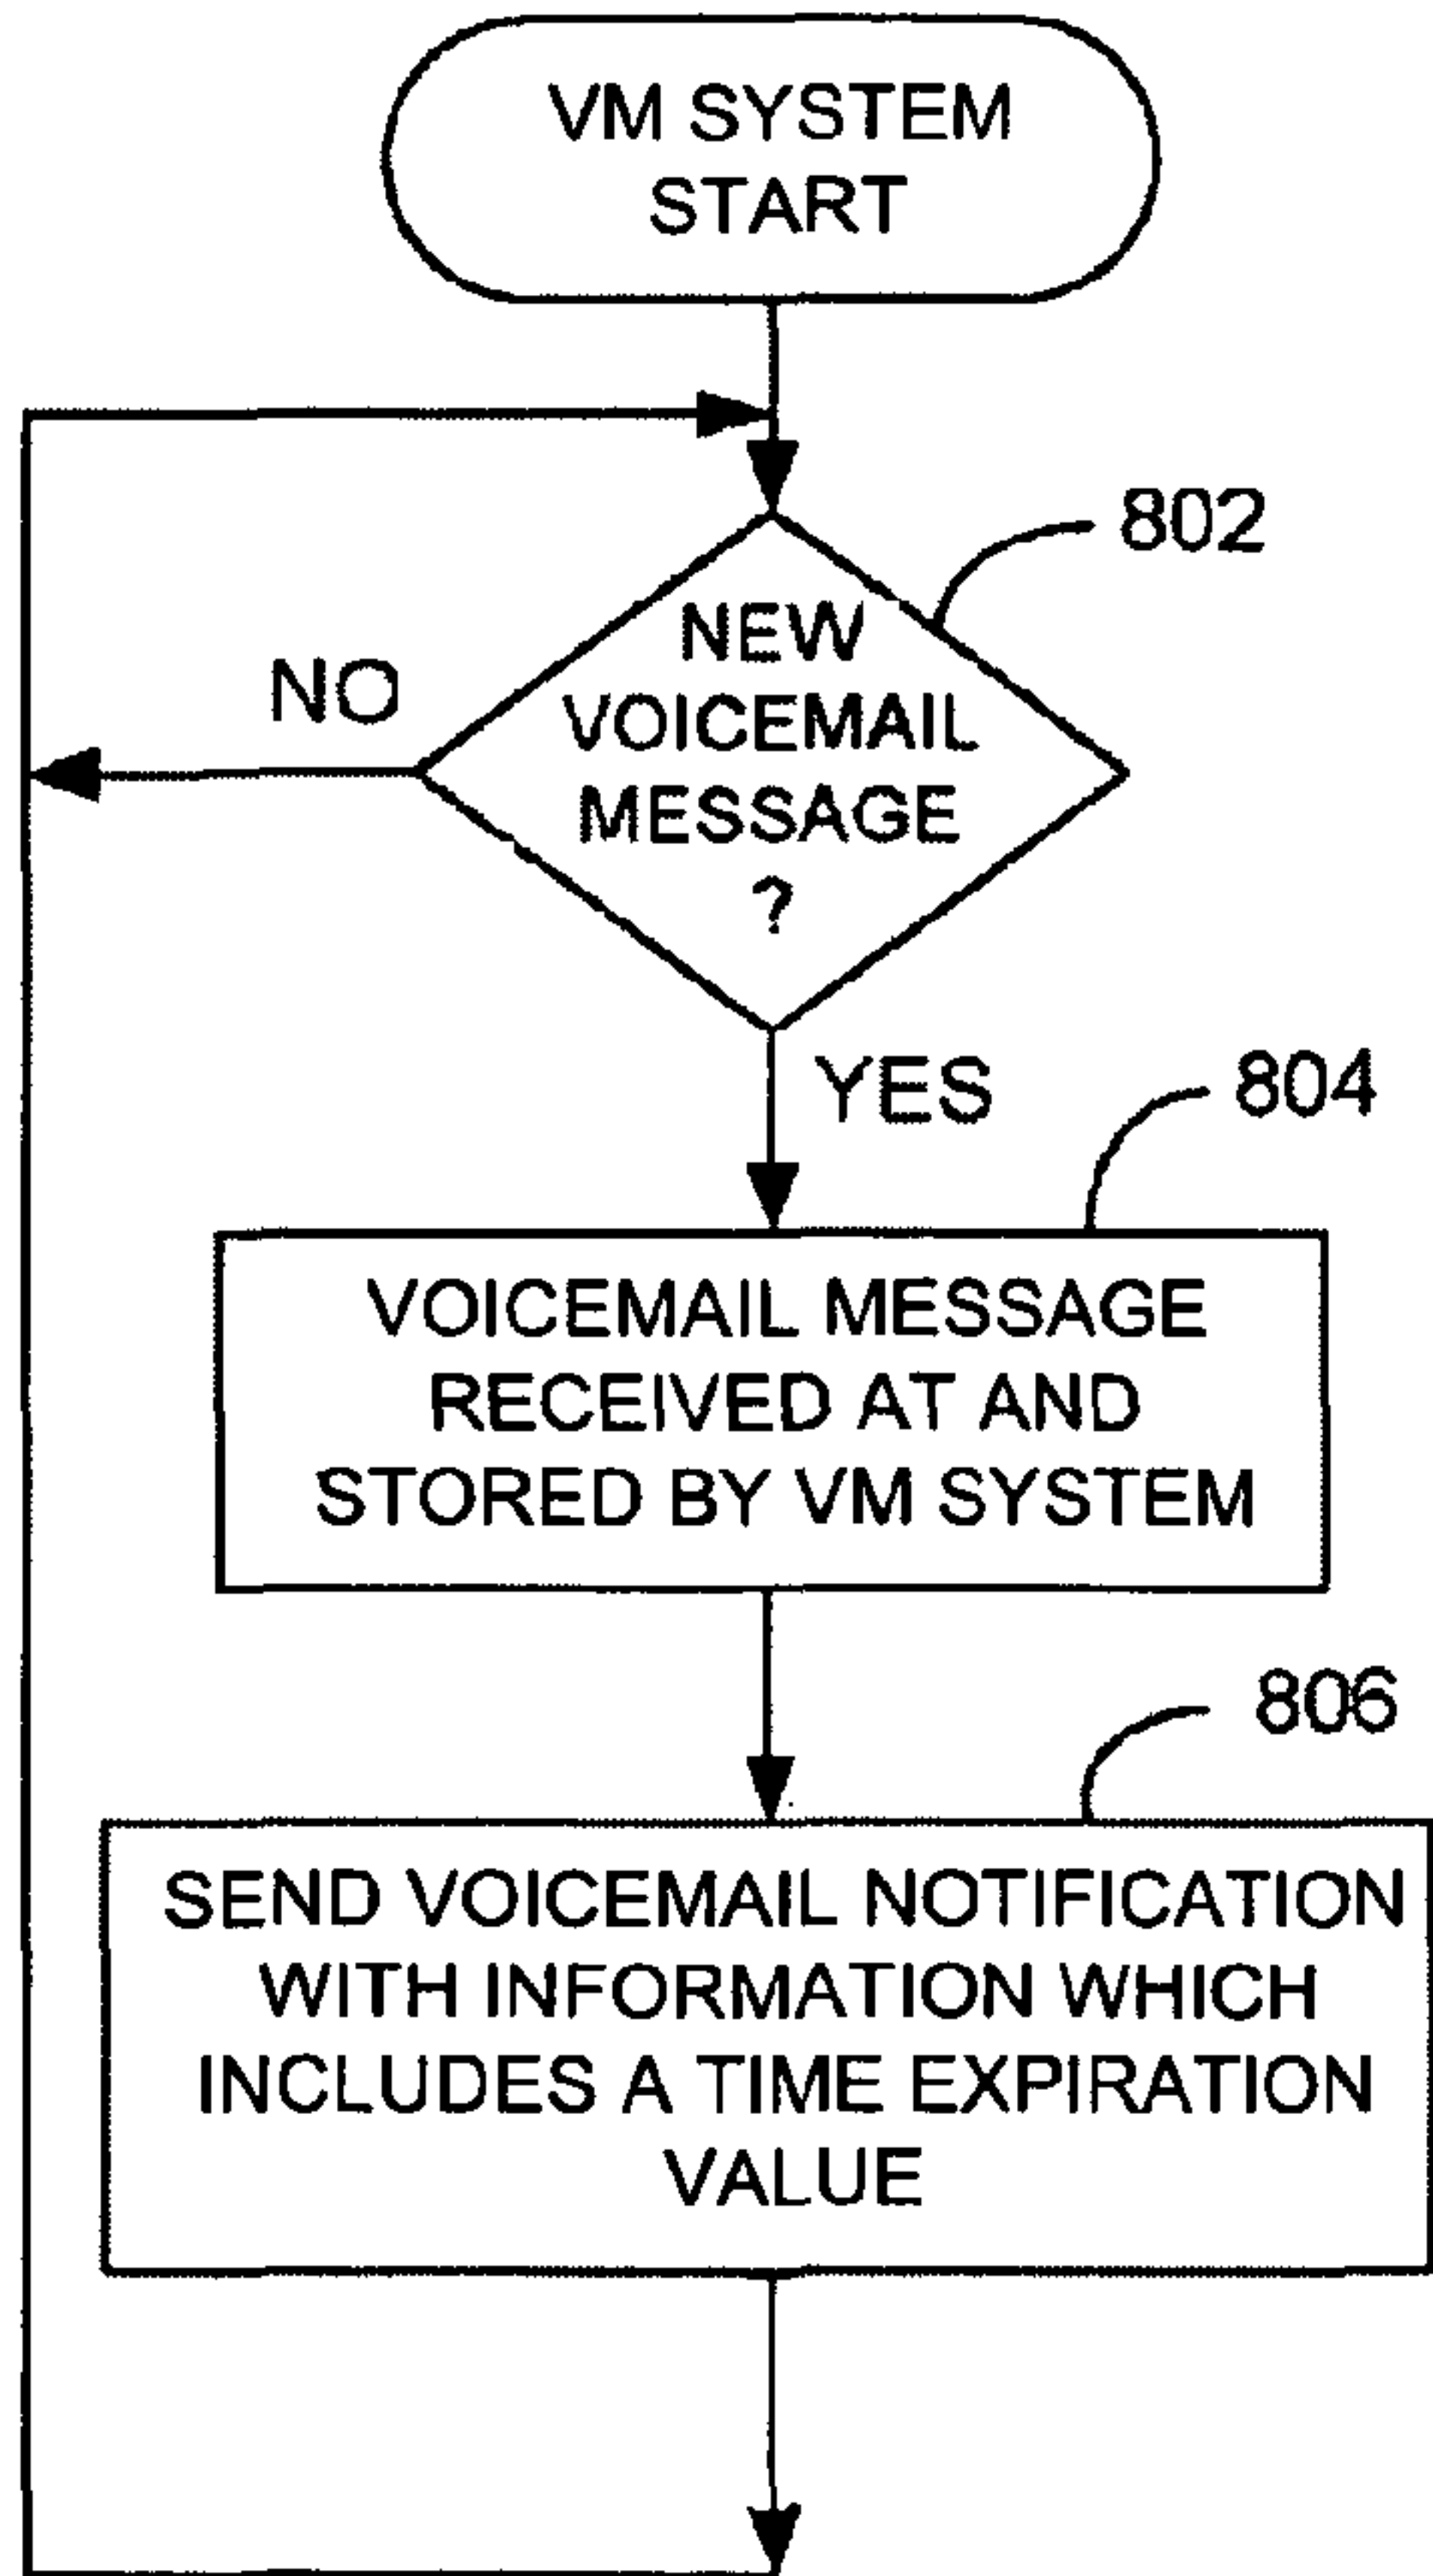 VM SYSTEM
START
802
NEW
VOICEMAIL
MESSAGE
?
NO
YES
804
VOICEMAIL MESSAGE
RECEIVED AT AND
STORED BY VM SYSTEM
806
SEND VOICEMAIL NOTIFICATION
WITH INFORMATION WHICH
INCLUDES A TIME EXPIRATION
VALUE